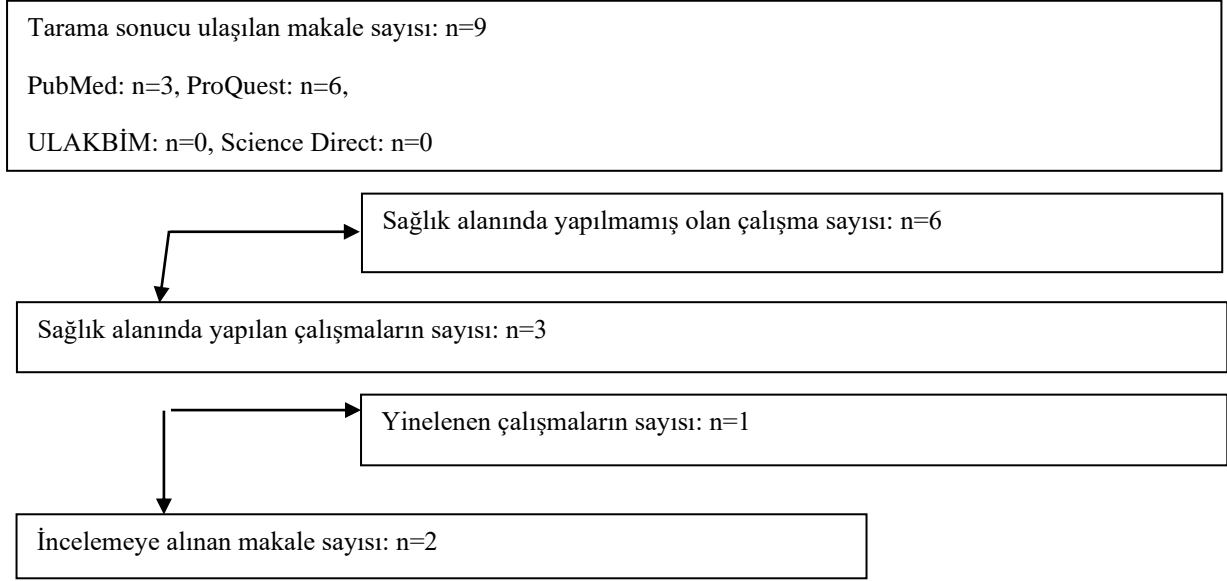 Tarama sonucu ulaşılan makale sayısı: n=9
PubMed: n=3, ProQuest: n=6,
ULAKBİM: n=0, Science Direct: n=0
Sağlık alanında yapılmamış olan çalışma sayısı: n=6
Sağlık alanında yapılan çalışmaların sayısı: n=3
Yinelenen çalışmaların sayısı: n=1
İncelemeye alınan makale sayısı: n=2